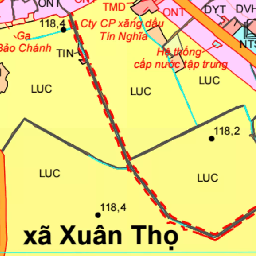 ONT
TMD
ONT
DYT
DVH
118,4
Cty CP xăng dầu
Tín Nghĩa
Ga
Bảo Chánh
TIN
NTS
Hệ thống
cấp nước tập trung
LUC
LUC
LUC
118,2
LUC
LUC
118,4
xã Xuân Thọ